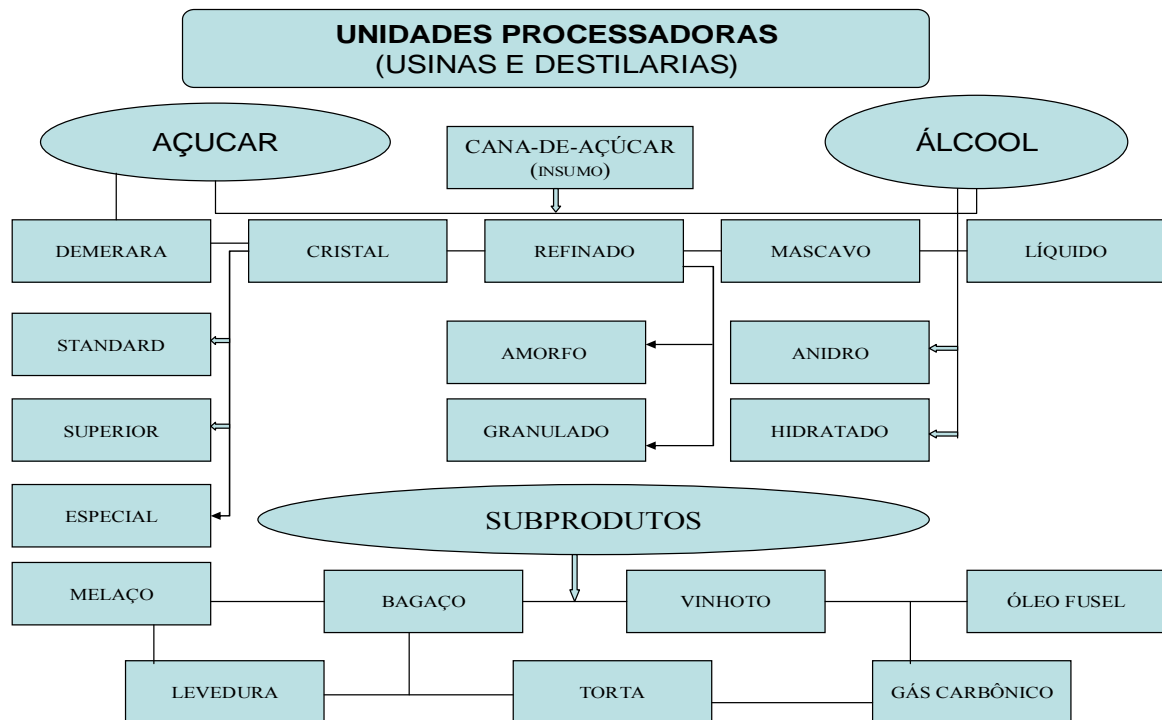 UNIDADES PROCESSADORAS
(USINAS E DESTILARIAS)
AÇUCAR
CANA-DE-AÇÚCAR
(INSUMO)
ÁLCOOL
DEMERARA
CRISTAL
REFINADO
MASCAVO
LÍQUIDO
STANDARD
AMORFO
ANIDRO
SUPERIOR
GRANULADO
HIDRATADO
ESPECIAL
SUBPRODUTOS
MELAÇO
BAGAÇO
VINHOTO
ÓLEO FUSEL
LEVEDURA
TORTA
GÁS CARBÔNICO